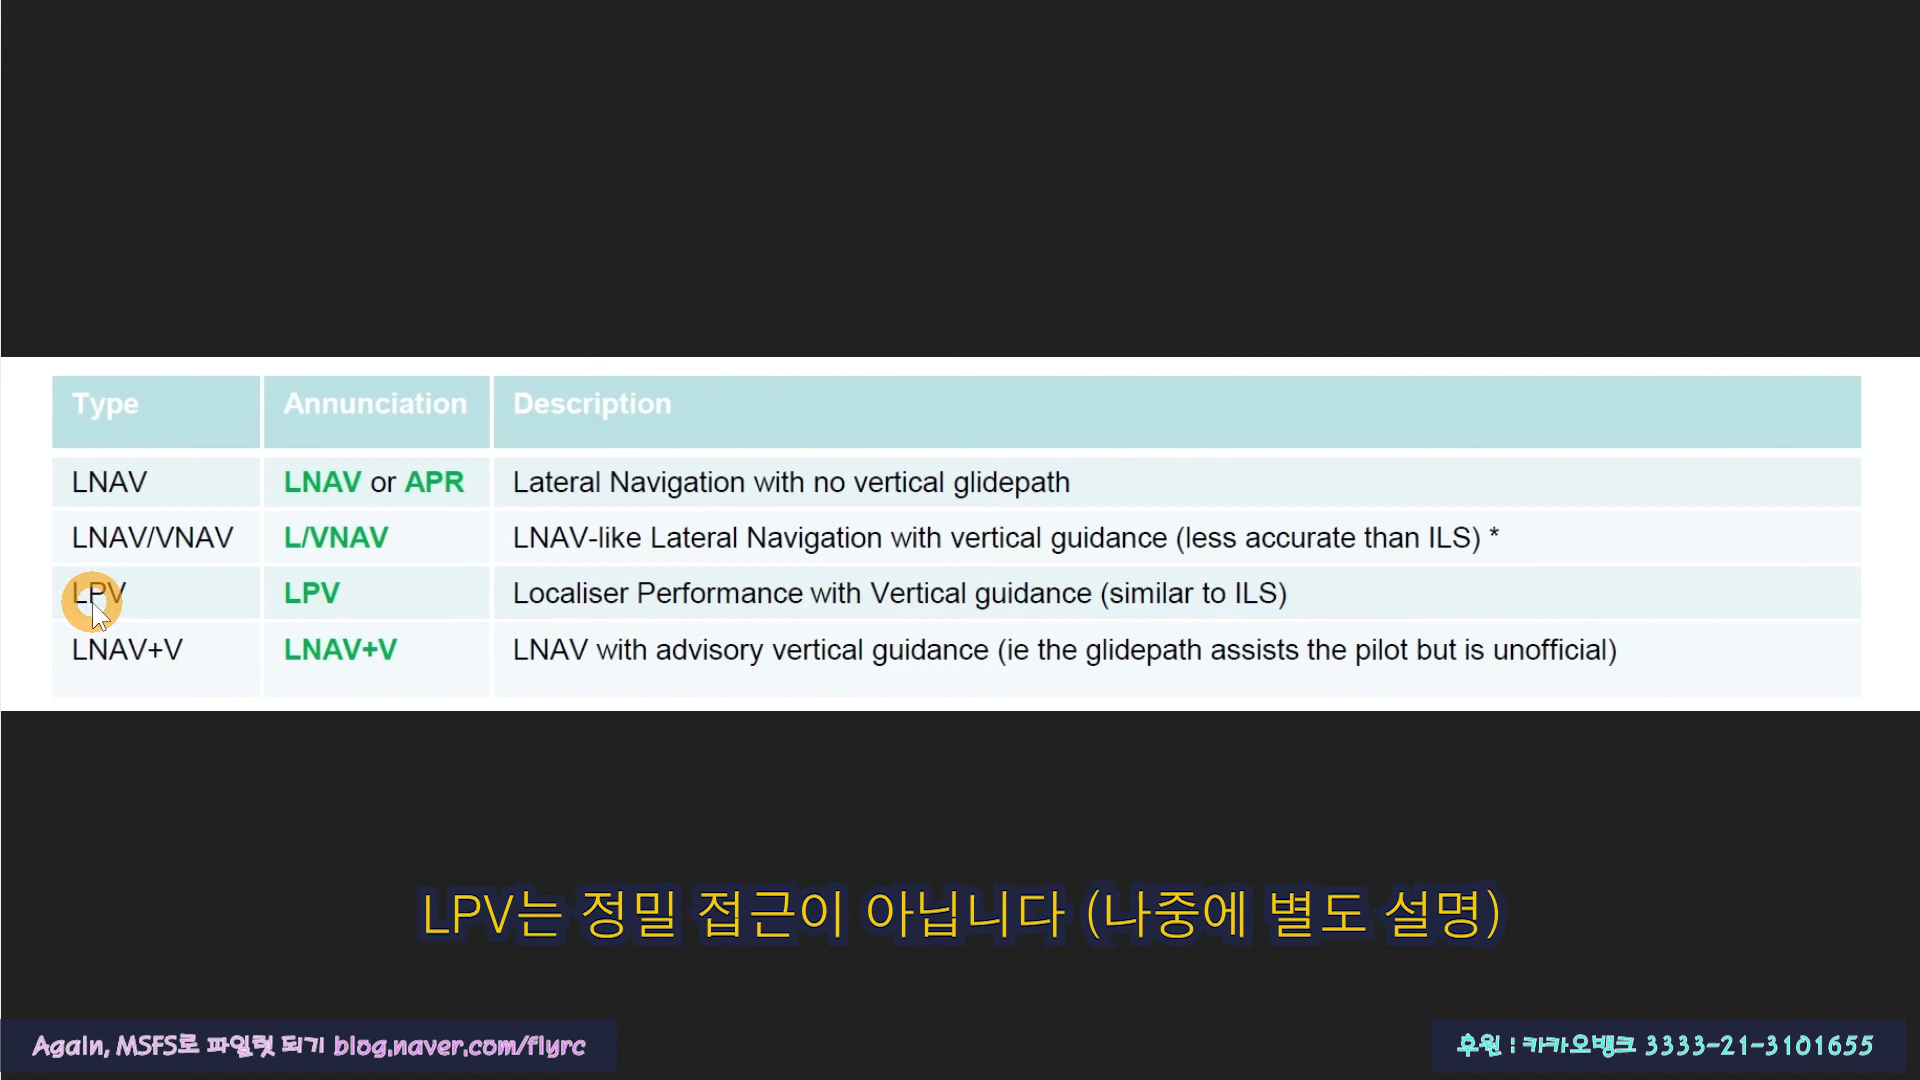 Type Annunciation Description
LNAV LNAV or APR Lateral Navigation with no vertical glidepath
LNAV/VNAV L/VNAV LNAV-like Lateral Navigation with vertical guidance (less accurate than ILS) *
LPV LPV Localiser Performance with Vertical guidance (similar to ILS)
LNAV+V LNAV+V LNAV with advisory vertical guidance (ie the glidepath assists the pilot but is unofficial)
LPV는 정밀 접근이 아닙니다 (나중에 별도 설명)
Again, MSFS로 파일럿 되기 blog.naver.com/flyrc
후원 : 카카오뱅크 3333-21-3101655